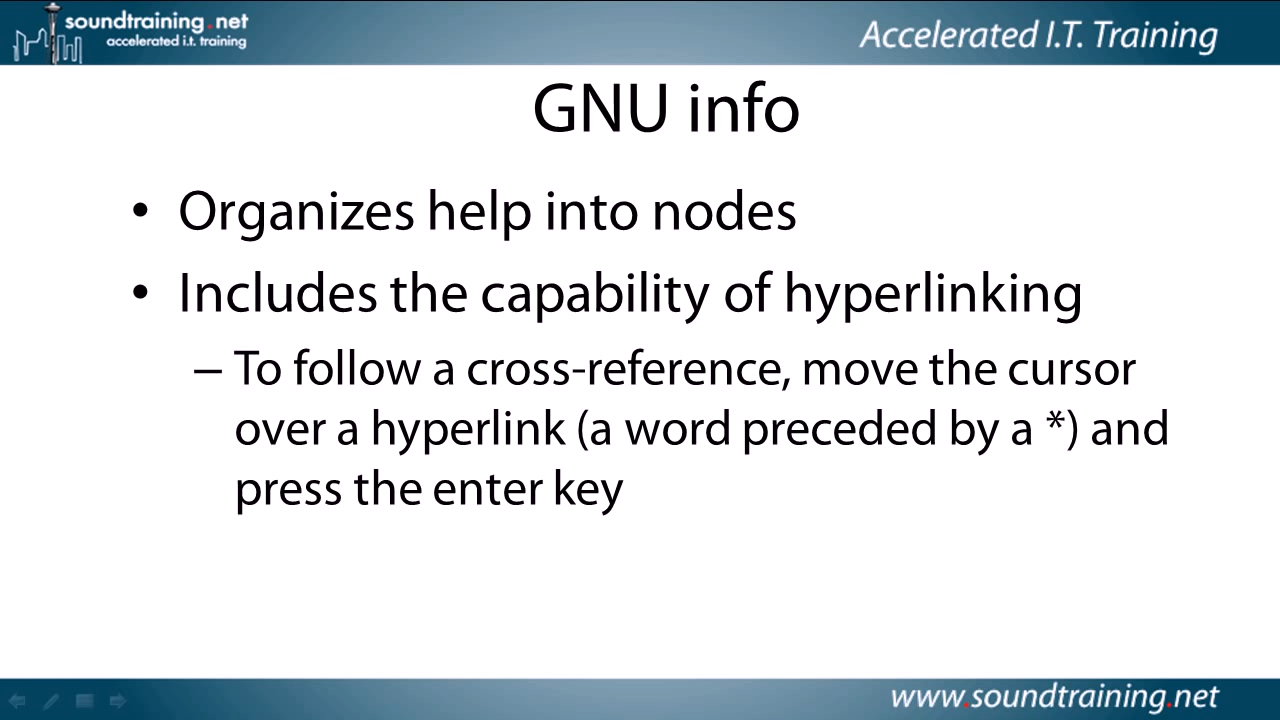 soundtraining.net
accelerated i.t. training
Accelerated I.T. Training
GNU info
• Organizes help into nodes
• Includes the capability of hyperlinking
– To follow a cross-reference, move the cursor
over a hyperlink (a word preceded by a *) and
press the enter key
www.soundtraining.net